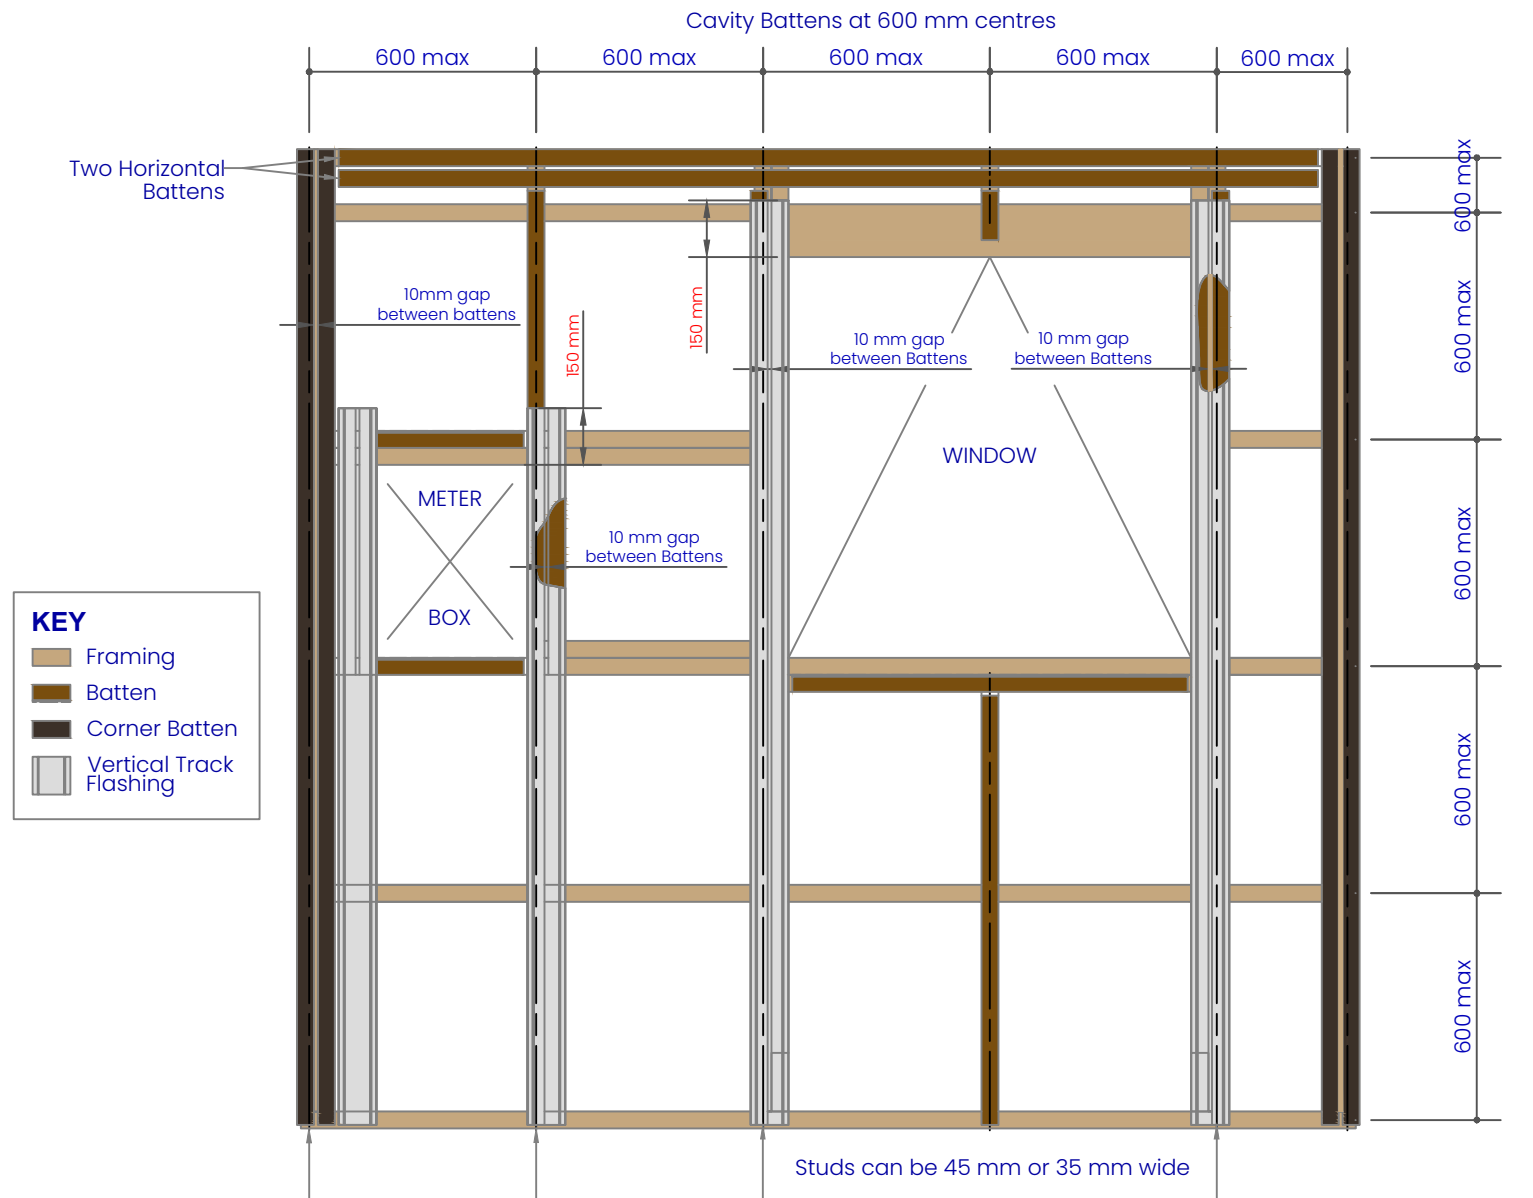 Cavity Battens at 600 mm centres
600 max
600 max
600 max
600 max
600 max
Two Horizontal
Battens
600 max
600 max
600 max
600 max
600 max
10mm gap
between battens
150 mm
150 mm
10 mm gap
between Battens
10 mm gap
between Battens
WINDOW
METER
BOX
10 mm gap
between Battens
KEY
Framing
Batten
Corner Batten
Vertical Track
Flashing
Studs can be 45 mm or 35 mm wide